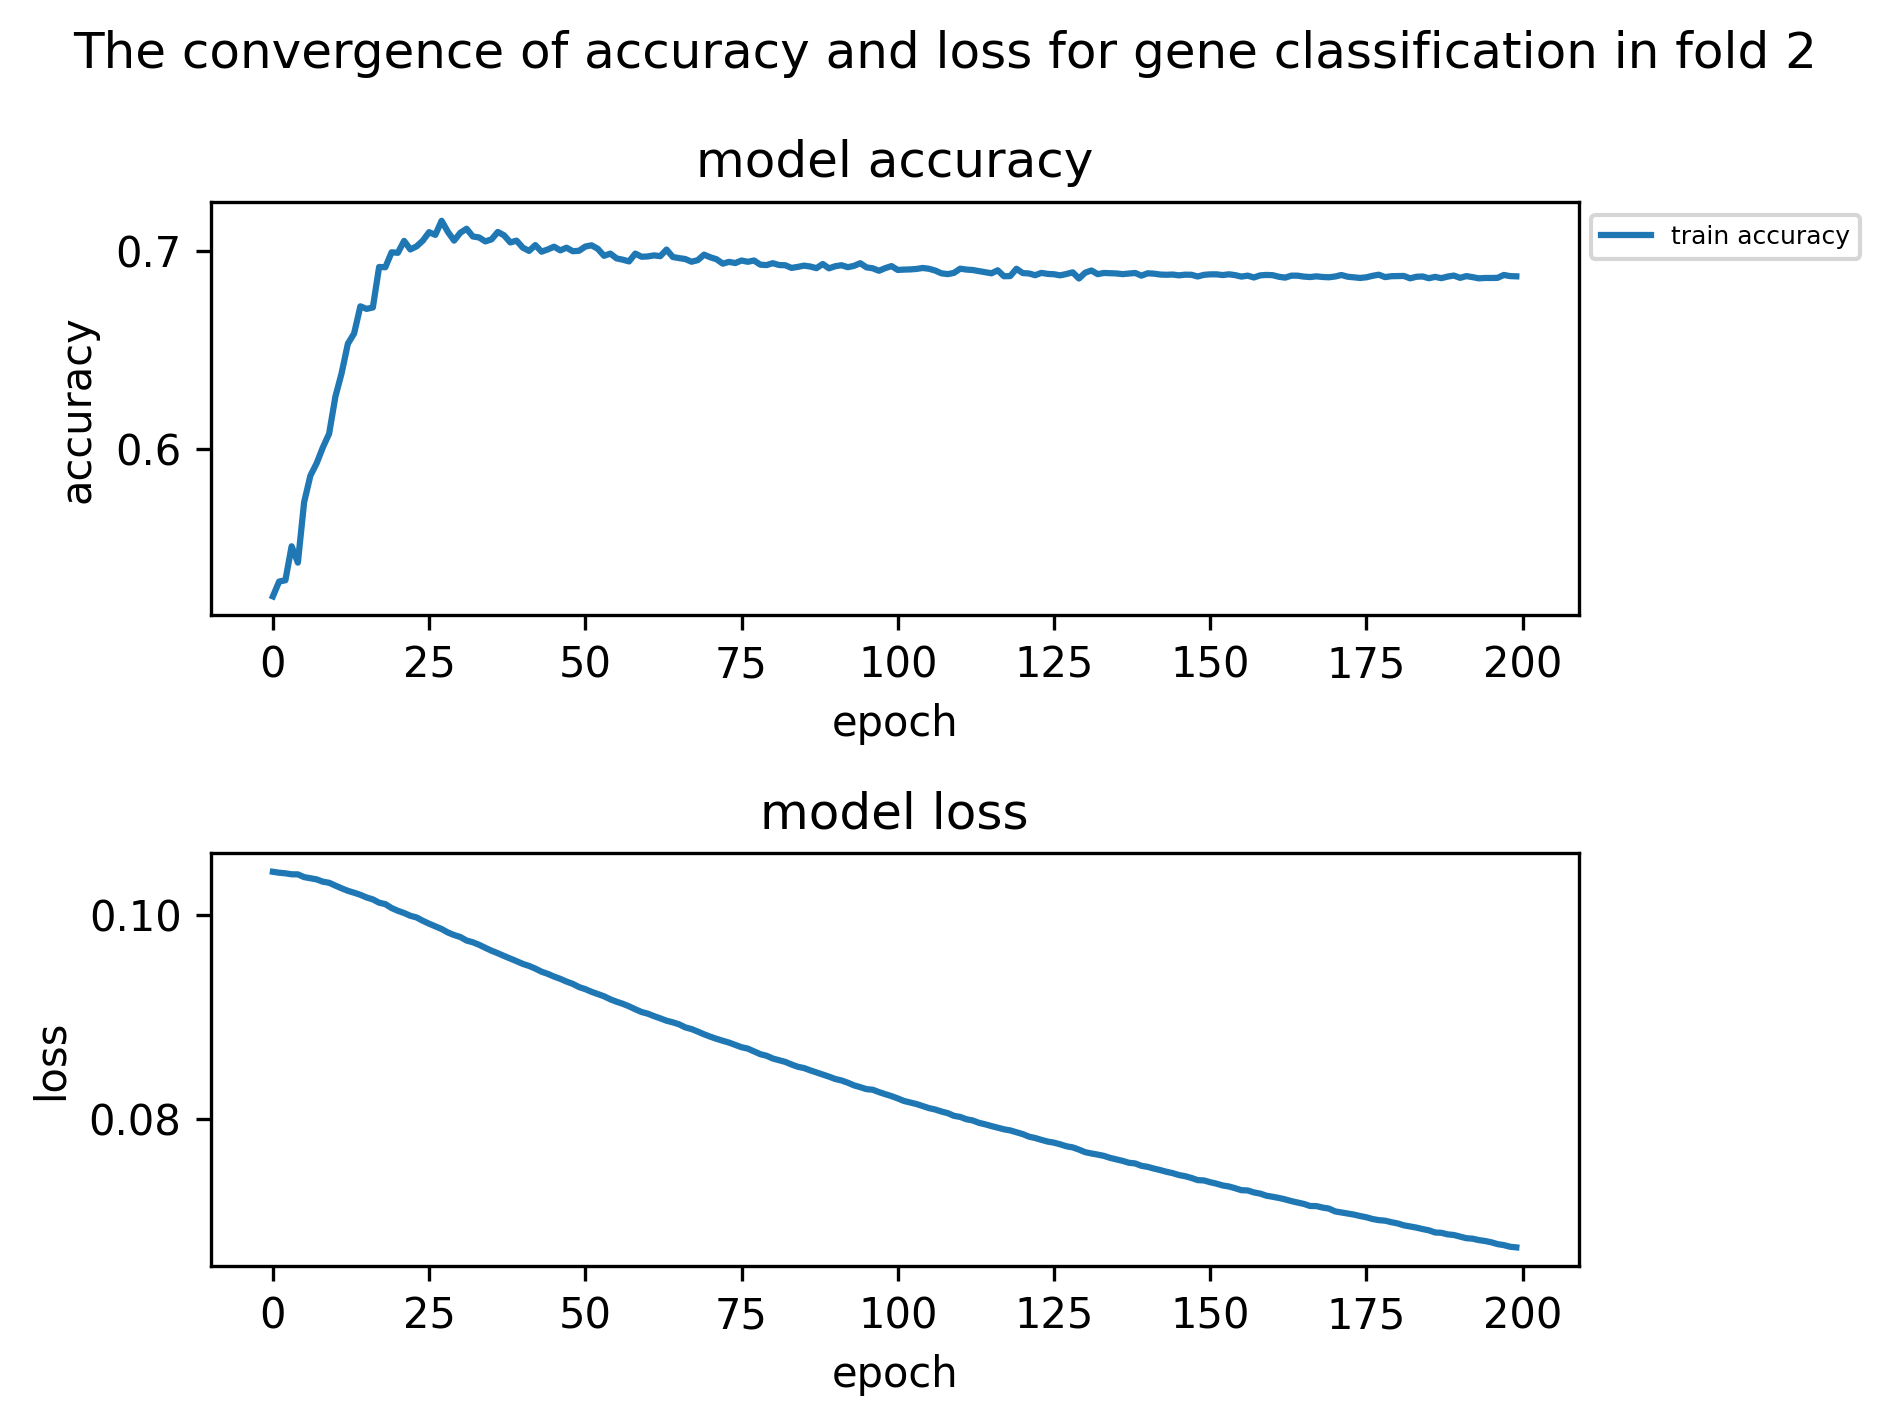 The convergence of accuracy and loss for gene classification in fold 2
model accuracy
train accuracy
0.7
0.6
accuracy
0 25 50 75 100 125 150 175 200
epoch
model loss
0.10
0.08
loss
0 25 50 75 100 125 150 175 200
epoch